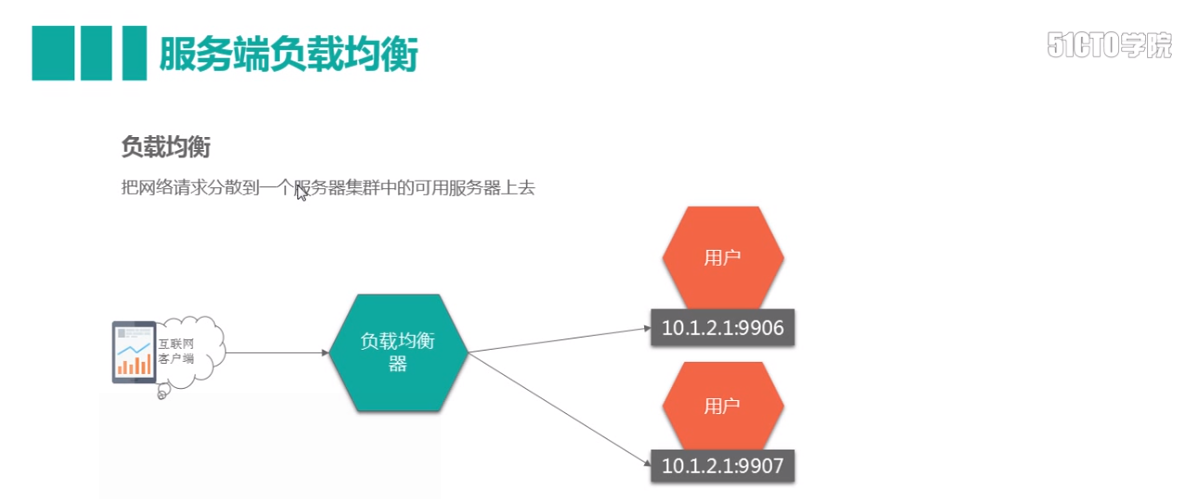 服务端负载均衡
51CTO学院
负载均衡
把网络请求分散到一个服务器集群中的可用服务器上去
用户
10.1.2.1:9906
互联网
客户端
负载均衡
器
用户
10.1.2.1:9907